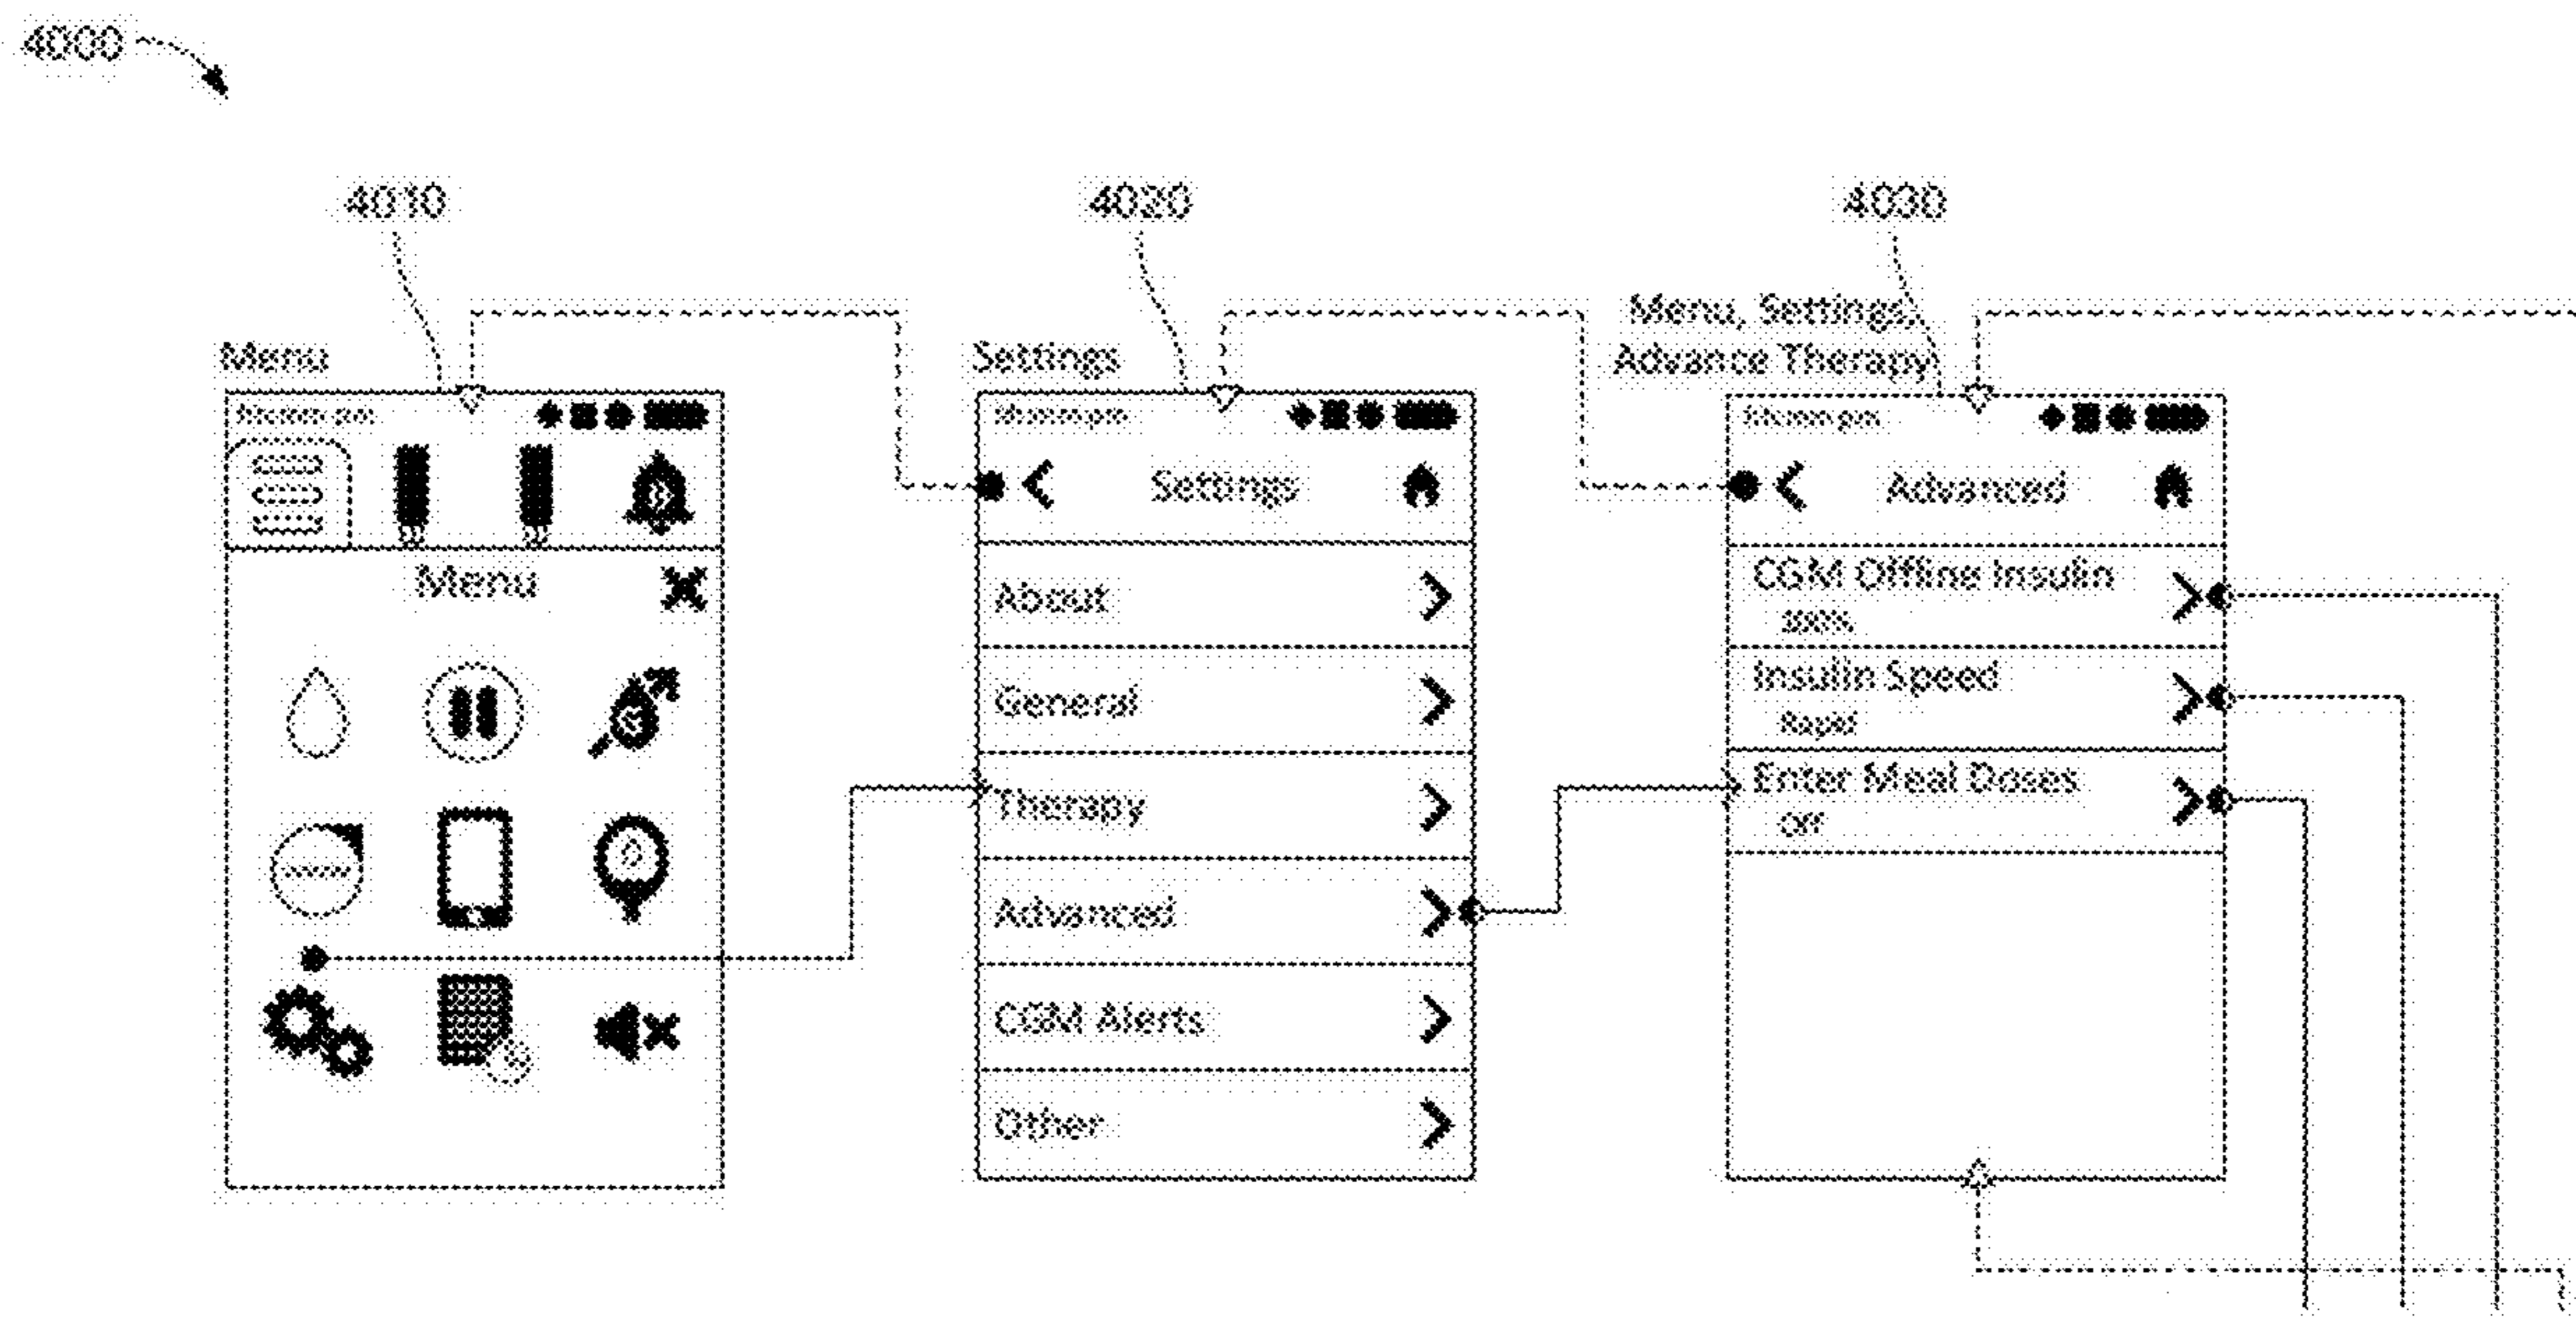 4000
4010
4020
4030
Menu
Settings
Menu, Settings,
Advance Therapy
Menu
Settings
About
General
Therapy
Advanced
CGM Alerts
Other
Advanced
CGM Offline Insulin
Insulin Speed
Rapid
Enter Meal Doses
Off